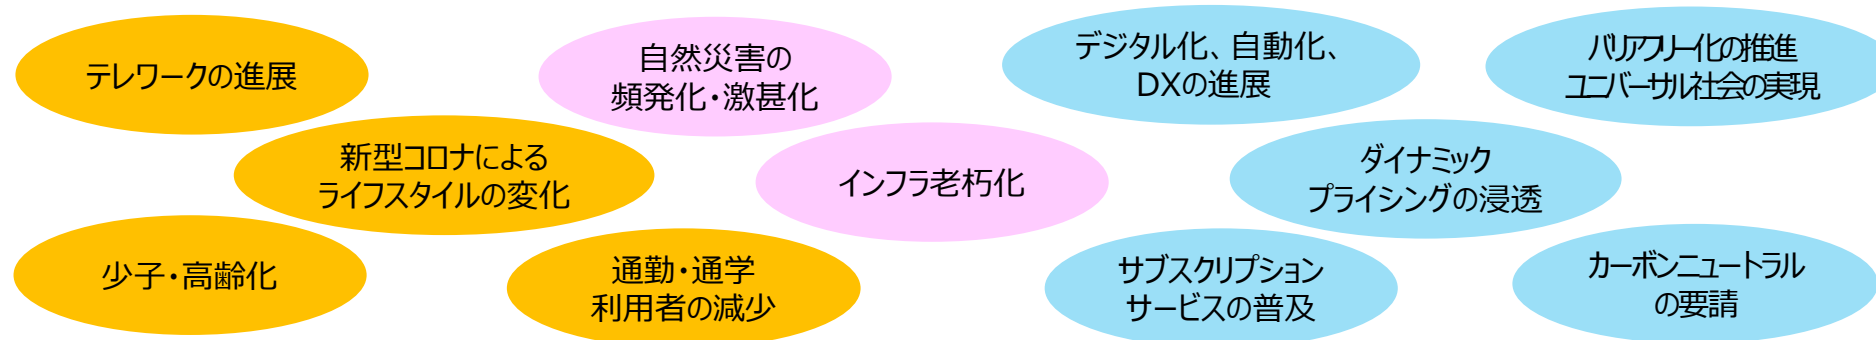 テレワークの進展
自然災害の
頻発化・激甚化
デジタル化、自動化、
DXの進展
バリアフリー化の推進
ユニバーサル社会の実現
新型コロナによる
ライフスタイルの変化
インフラ老朽化
ダイナミック
プライシングの浸透
少子・高齢化
通勤・通学
利用者の減少
サブスクリプション
サービスの普及
カーボンニュートラル
の要請